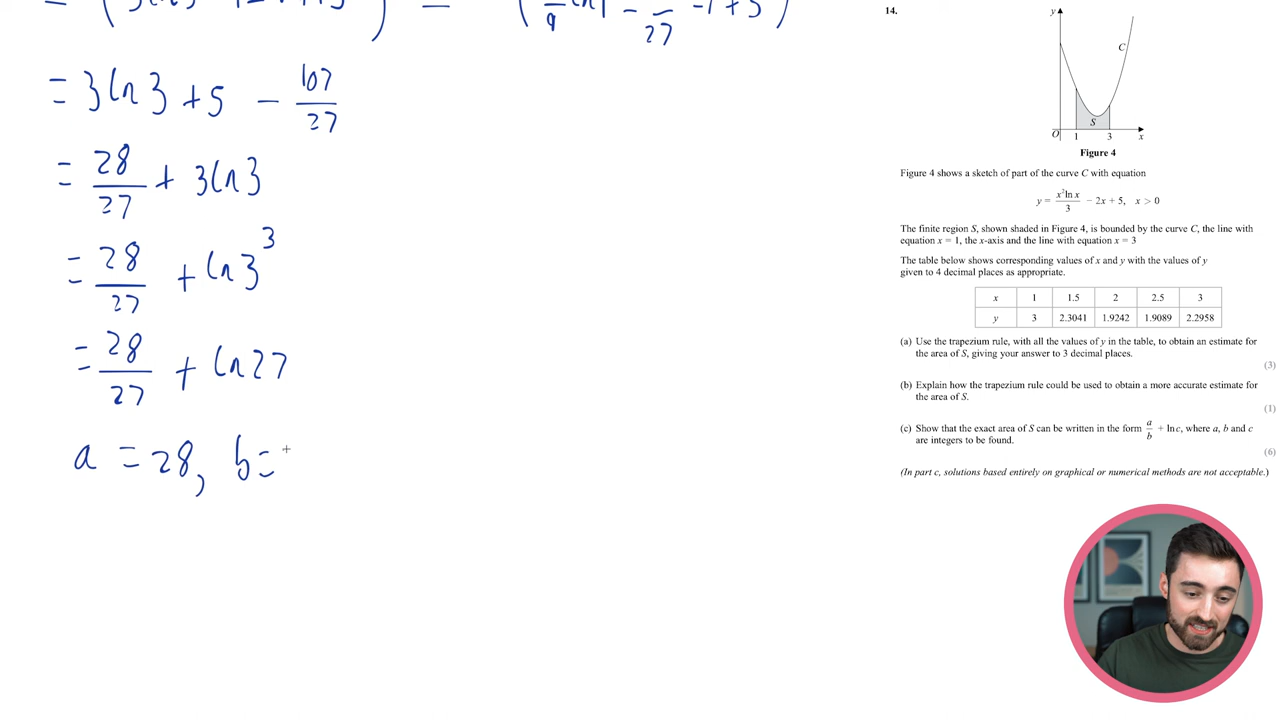 = 3ln3 + 5 - 107/27
= 28/27 + 3ln3
= 28/27 + ln3³
= 28/27 + ln27
a = 28, b=
14.
y
C
S
O 1 3 x
Figure 4
Figure 4 shows a sketch of part of the curve C with equation
y = x² ln x / 3 − 2x + 5, x > 0
The finite region S, shown shaded in Figure 4, is bounded by the curve C, the line with
equation x = 1, the x-axis and the line with equation x = 3
The table below shows corresponding values of x and y with the values of y
given to 4 decimal places as appropriate.
x 1 1.5 2 2.5 3
y 3 2.3041 1.9242 1.9089 2.2958
(a) Use the trapezium rule, with all the values of y in the table, to obtain an estimate for
the area of S, giving your answer to 3 decimal places.
(3)
(b) Explain how the trapezium rule could be used to obtain a more accurate estimate for
the area of S.
(1)
(c) Show that the exact area of S can be written in the form a/b + ln c, where a, b and c
are integers to be found.
(6)
(In part c, solutions based entirely on graphical or numerical methods are not acceptable.)